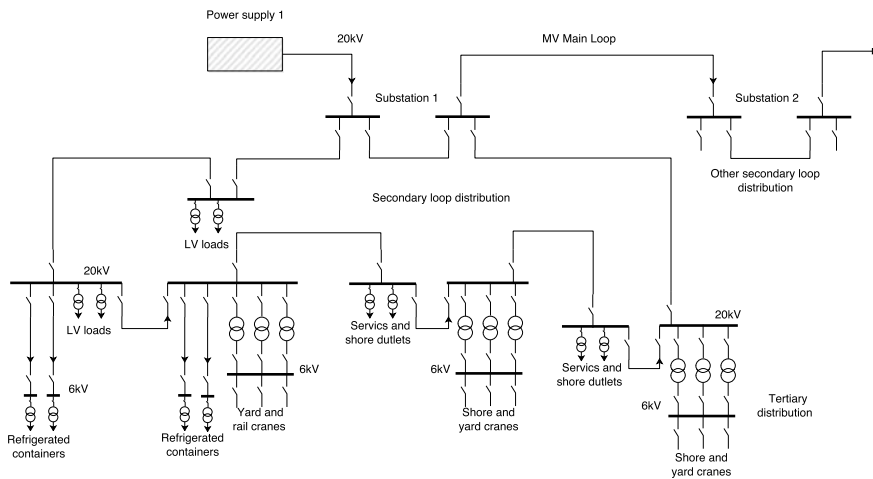 Power supply 1
20kV
MV Main Loop
Substation 1
Substation 2
Other secondary loop
distribution
Secondary loop distribution
LV loads
20kV
LV loads
Servics and
shore dutlets
20kV
Servics and
shore dutlets
6kV
6kV
6kV
6kV
Tertiary
distribution
Refrigerated
containers
Refrigerated
containers
Yard and
rail cranes
Shore and
yard cranes
Shore and
yard cranes